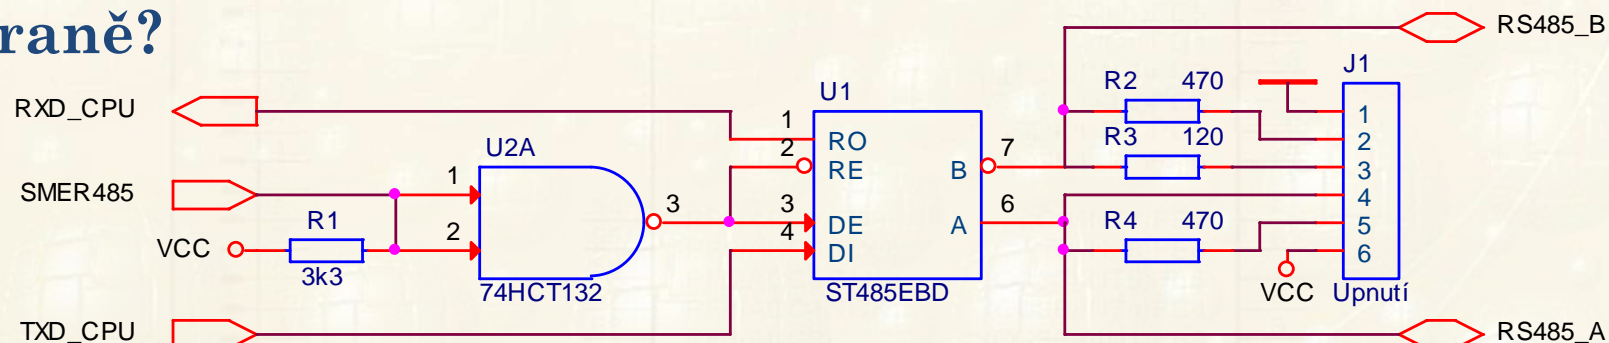 raně?
RS485_B
J1
R2 470
U1
RXD_CPU
1
1
RO
R3 120
2
U2A
2
RE
7
B
3
SMER485
1
4
R1
3
3
DE
6
A
R4 470
5
VCC
2
4
DI
6
3k3
74HCT132
ST485EBD
VCC
Upnutí
TXD_CPU
RS485_A